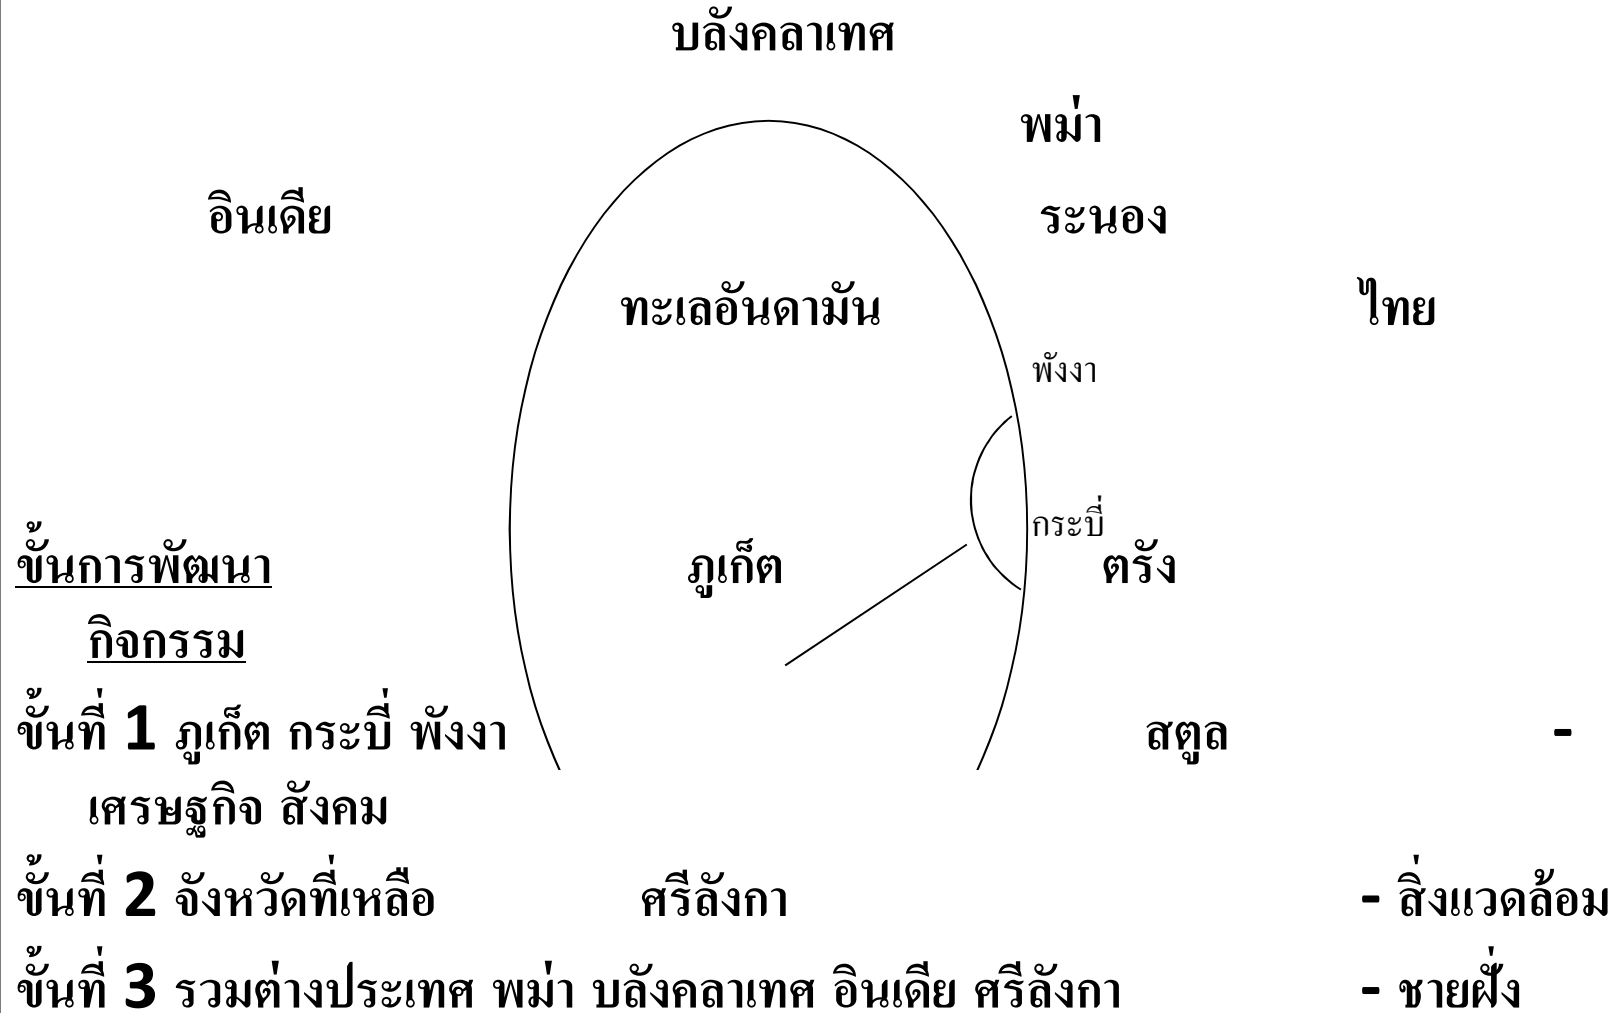 บลังคลาเทศ
พม่า
อินเดีย ระนอง
ทะเลอันดามัน ไทย
พังงา
กระบี่
ขั้นการพัฒนา ภูเก็ต ตรัง
กิจกรรม
ขั้นที่ 1 ภูเก็ต กระบี่ พังงา สตูล -
เศรษฐกิจ สังคม
ขั้นที่ 2 จังหวัดที่เหลือ ศรีลังกา - สิ่งแวดล้อม
ขั้นที่ 3 รวมต่างประเทศ พม่า บลังคลาเทศ อินเดีย ศรีลังกา - ชายฝั่ง